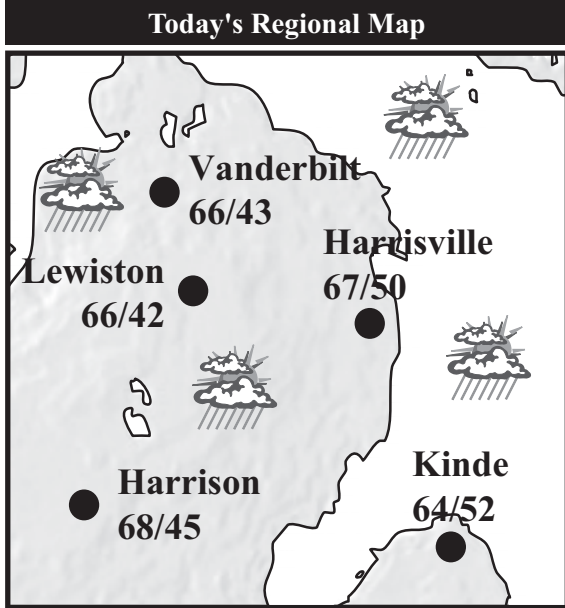 Today's Regional Map
Vanderbilt
66/43
Harrisville
67/50
Lewiston
66/42
Kinde
64/52
Harrison
68/45